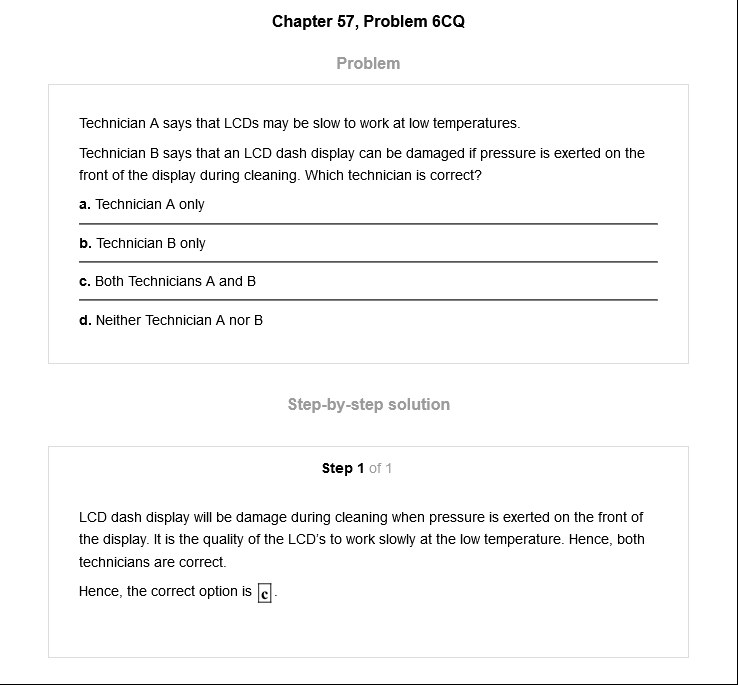 Chapter 57, Problem 6CQ
Problem
Technician A says that LCDs may be slow to work at low temperatures.
Technician B says that an LCD dash display can be damaged if pressure is exerted on the
front of the display during cleaning. Which technician is correct?
a. Technician A only
b. Technician B only
c. Both Technicians A and B
d. Neither Technician A nor B
Step-by-step solution
Step 1 of 1
LCD dash display will be damage during cleaning when pressure is exerted on the front of
the display. It is the quality of the LCD's to work slowly at the low temperature. Hence, both
technicians are correct.
Hence, the correct option is c.